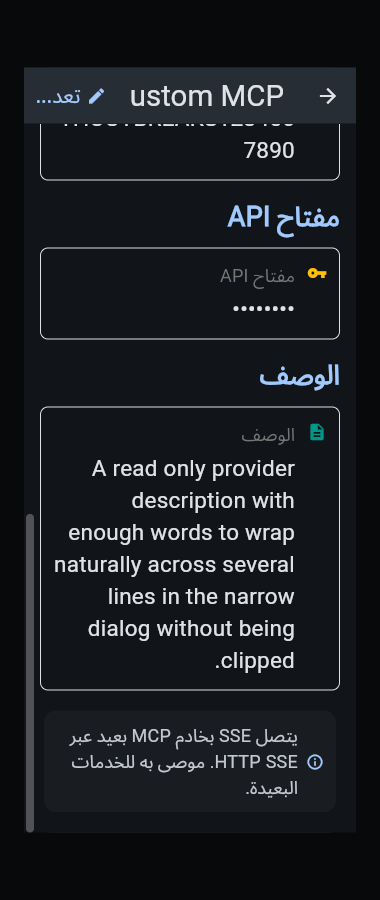 ustom MCP
تعد...
7890
مفتاح API
مفتاح API
••••••••
الوصف
الوصف
A read only provider
description with
enough words to wrap
naturally across several
lines in the narrow
dialog without being
clipped.
يتصل SSE بخادم MCP بعيد عبر
HTTP SSE. موصى به للخدمات
البعيدة.